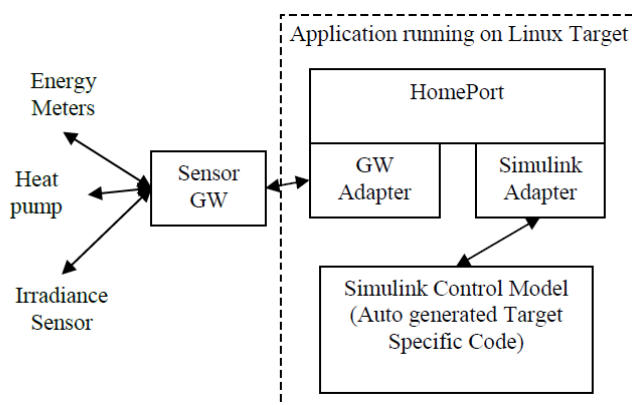 Application running on Linux Target
Energy
Meters
HomePort
Sensor
GW
GW
Adapter
Simulink
Adapter
Heat
pump
Irradiance
Sensor
Simulink Control Model
(Auto generated Target
Specific Code)